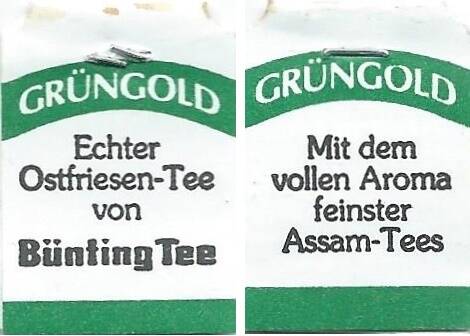 GRÜNGOLD
Echter
Ostfriesen-Tee
von
Bünting Tee
GRÜNGOLD
Mit dem
vollen Aroma
feinster
Assam-Tees